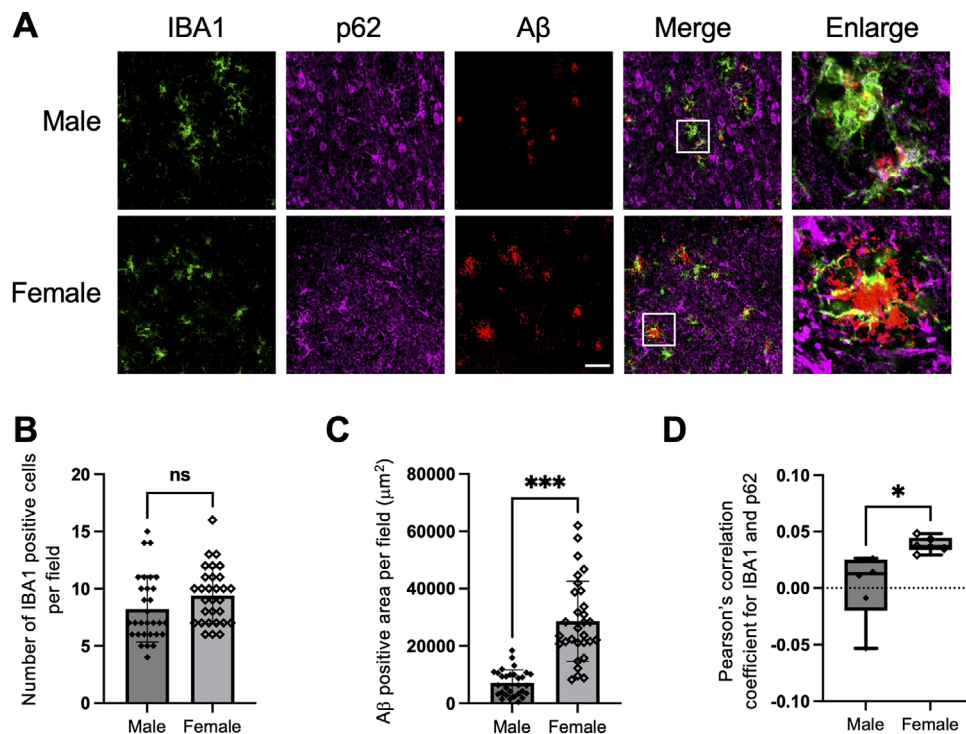 A
IBA1 p62 Aβ Merge Enlarge
Male
Female
B
Number of IBA1 positive cells
per field
20
15
10
5
0
ns
Male Female
C
Aβ positive area per field (μm²)
80000
60000
40000
20000
0
***
Male Female
D
Pearson's correlation
coefficient for IBA1 and p62
0.10
0.05
0.00
-0.05
-0.10
*
Male Female